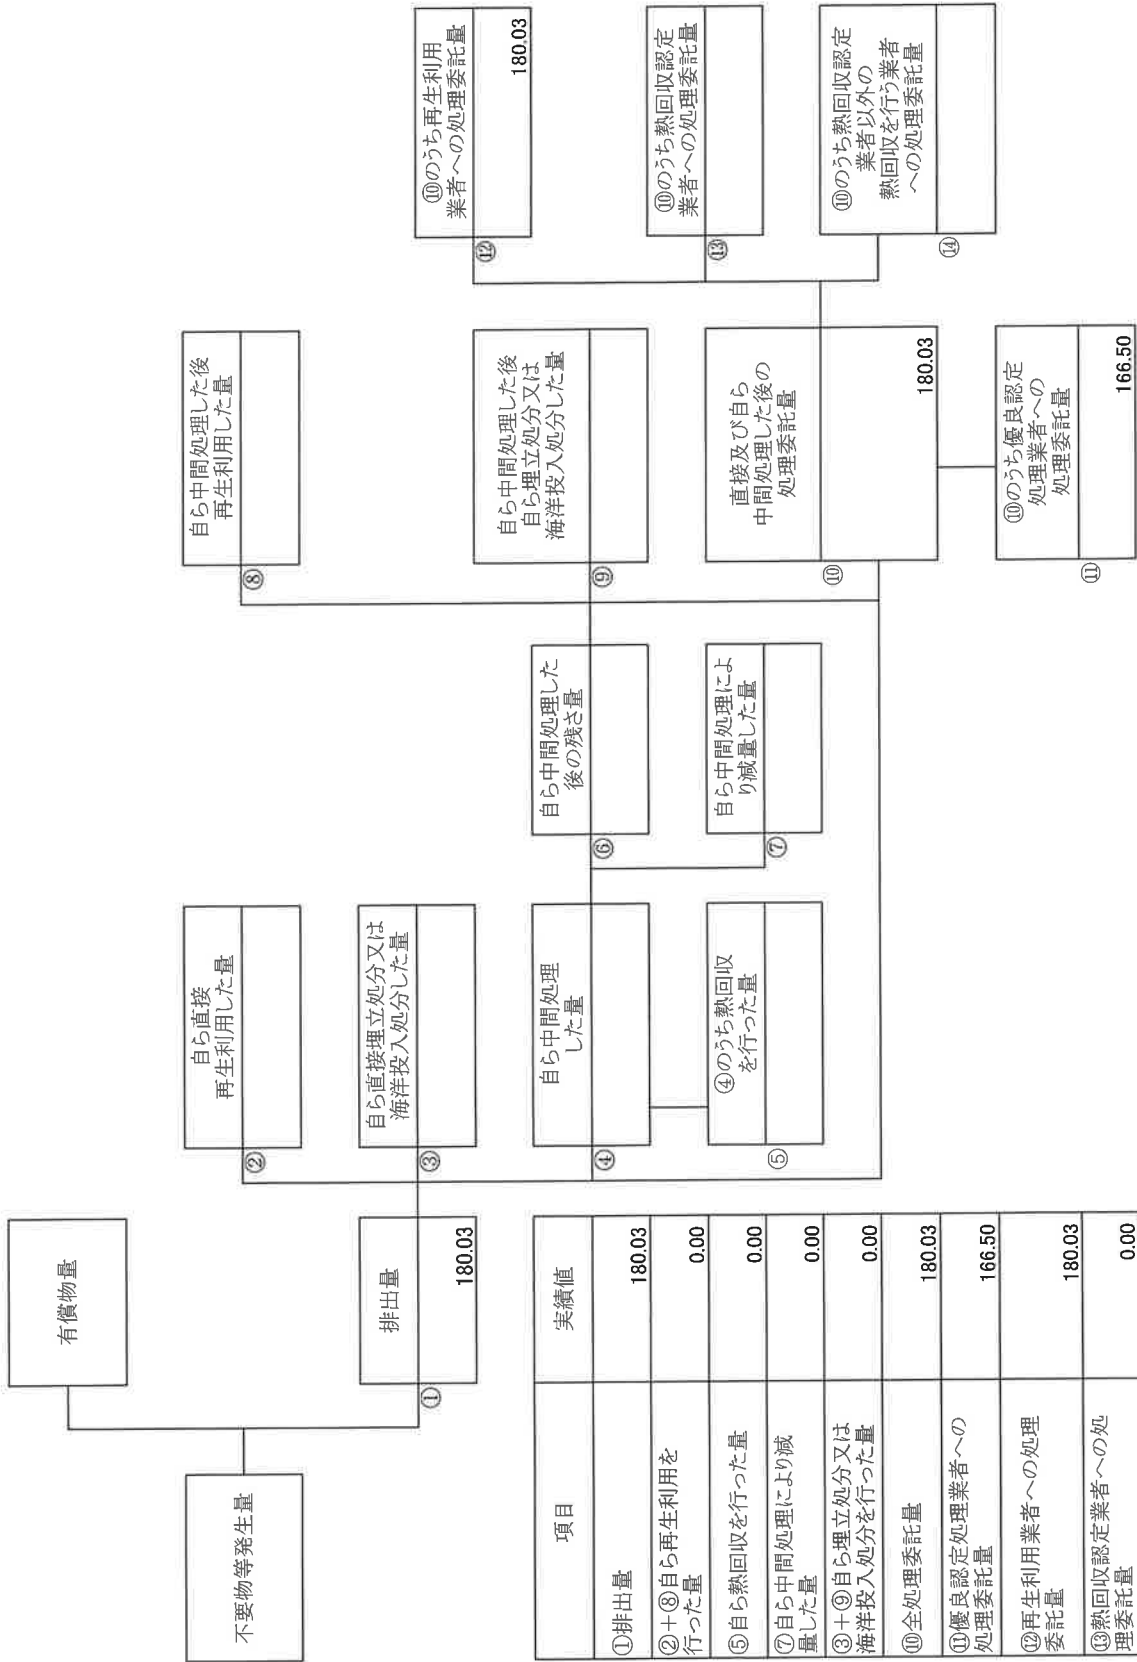 有償物量
不要物等発生量
排出量
①
180.03
自ら直接
再生利用した量
②
自ら直接埋立処分又は
海洋投入処分した量
③
自ら中間処理
した量
④
④のうち熱回収
を行った量
⑤
自ら中間処理した
後の残さ量
⑥
自ら中間処理によ
り減量した量
⑦
自ら中間処理した後
再生利用した量
⑧
自ら中間処理した後
自ら埋立処分又は
海洋投入処分した量
⑨
直接及び自ら
中間処理した後の
処理委託量
⑩
180.03
⑩のうち優良認定
処理業者への
処理委託量
⑪
166.50
⑩のうち再生利用
業者への処理委託量
⑫
180.03
⑩のうち熱回収認定
業者への処理委託量
⑬
⑩のうち熱回収認定
業者以外の
熱回収を行う業者
への処理委託量
⑭
項目
実績値
①排出量
180.03
②+⑧自ら再生利用を
行った量
0.00
⑤自ら熱回収を行った量
0.00
⑦自ら中間処理により減
量した量
0.00
③+⑨自ら埋立処分又は
海洋投入処分を行った量
0.00
⑩全処理委託量
180.03
⑪優良認定処理業者への
処理委託量
166.50
⑫再生利用業者への処理
委託量
180.03
⑬熱回収認定業者への処
理委託量
0.00